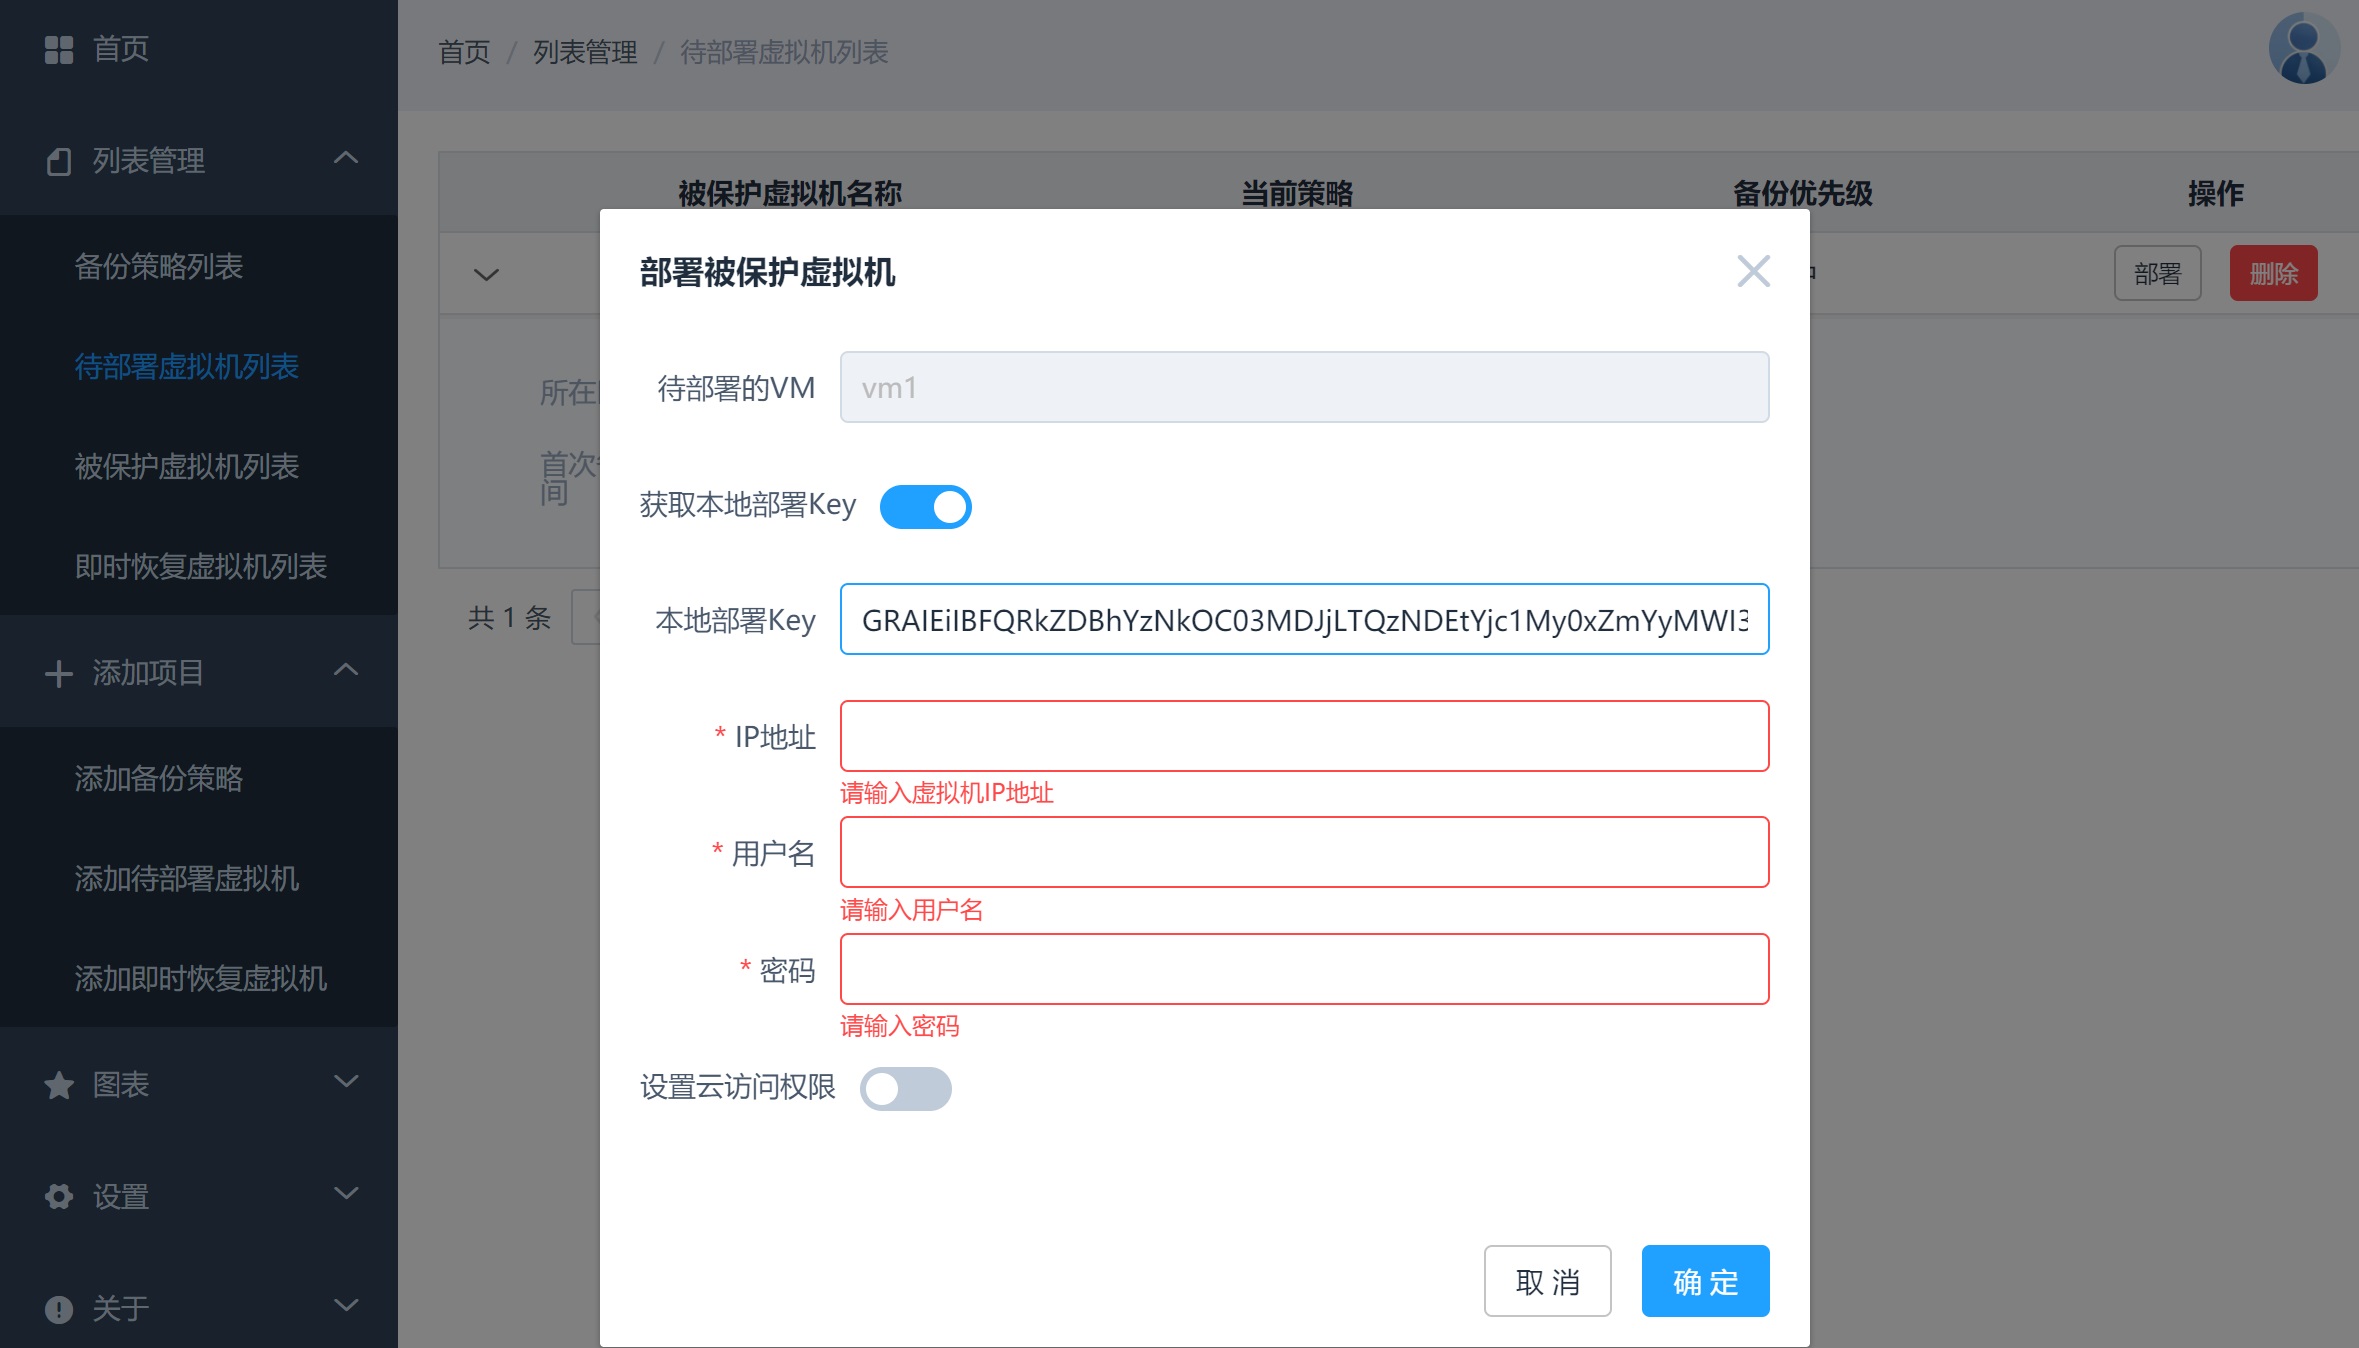 首页
列表管理
备份策略列表
待部署虚拟机列表
被保护虚拟机列表
即时恢复虚拟机列表
添加项目
添加备份策略
添加待部署虚拟机
添加即时恢复虚拟机
图表
设置
关于
首页 / 列表管理 / 待部署虚拟机列表
被保护虚拟机名称 当前策略 备份优先级 操作
部署 删除
所在
首次
间
共 1 条
部署被保护虚拟机
待部署的VM vm1
获取本地部署Key
本地部署Key GRAIEiIBFQRkZDBhYzNkOC03MDJjLTQzNDEtYjc1My0xZmYyMWI3
* IP地址
请输入虚拟机IP地址
* 用户名
请输入用户名
* 密码
请输入密码
设置云访问权限
取 消 确 定